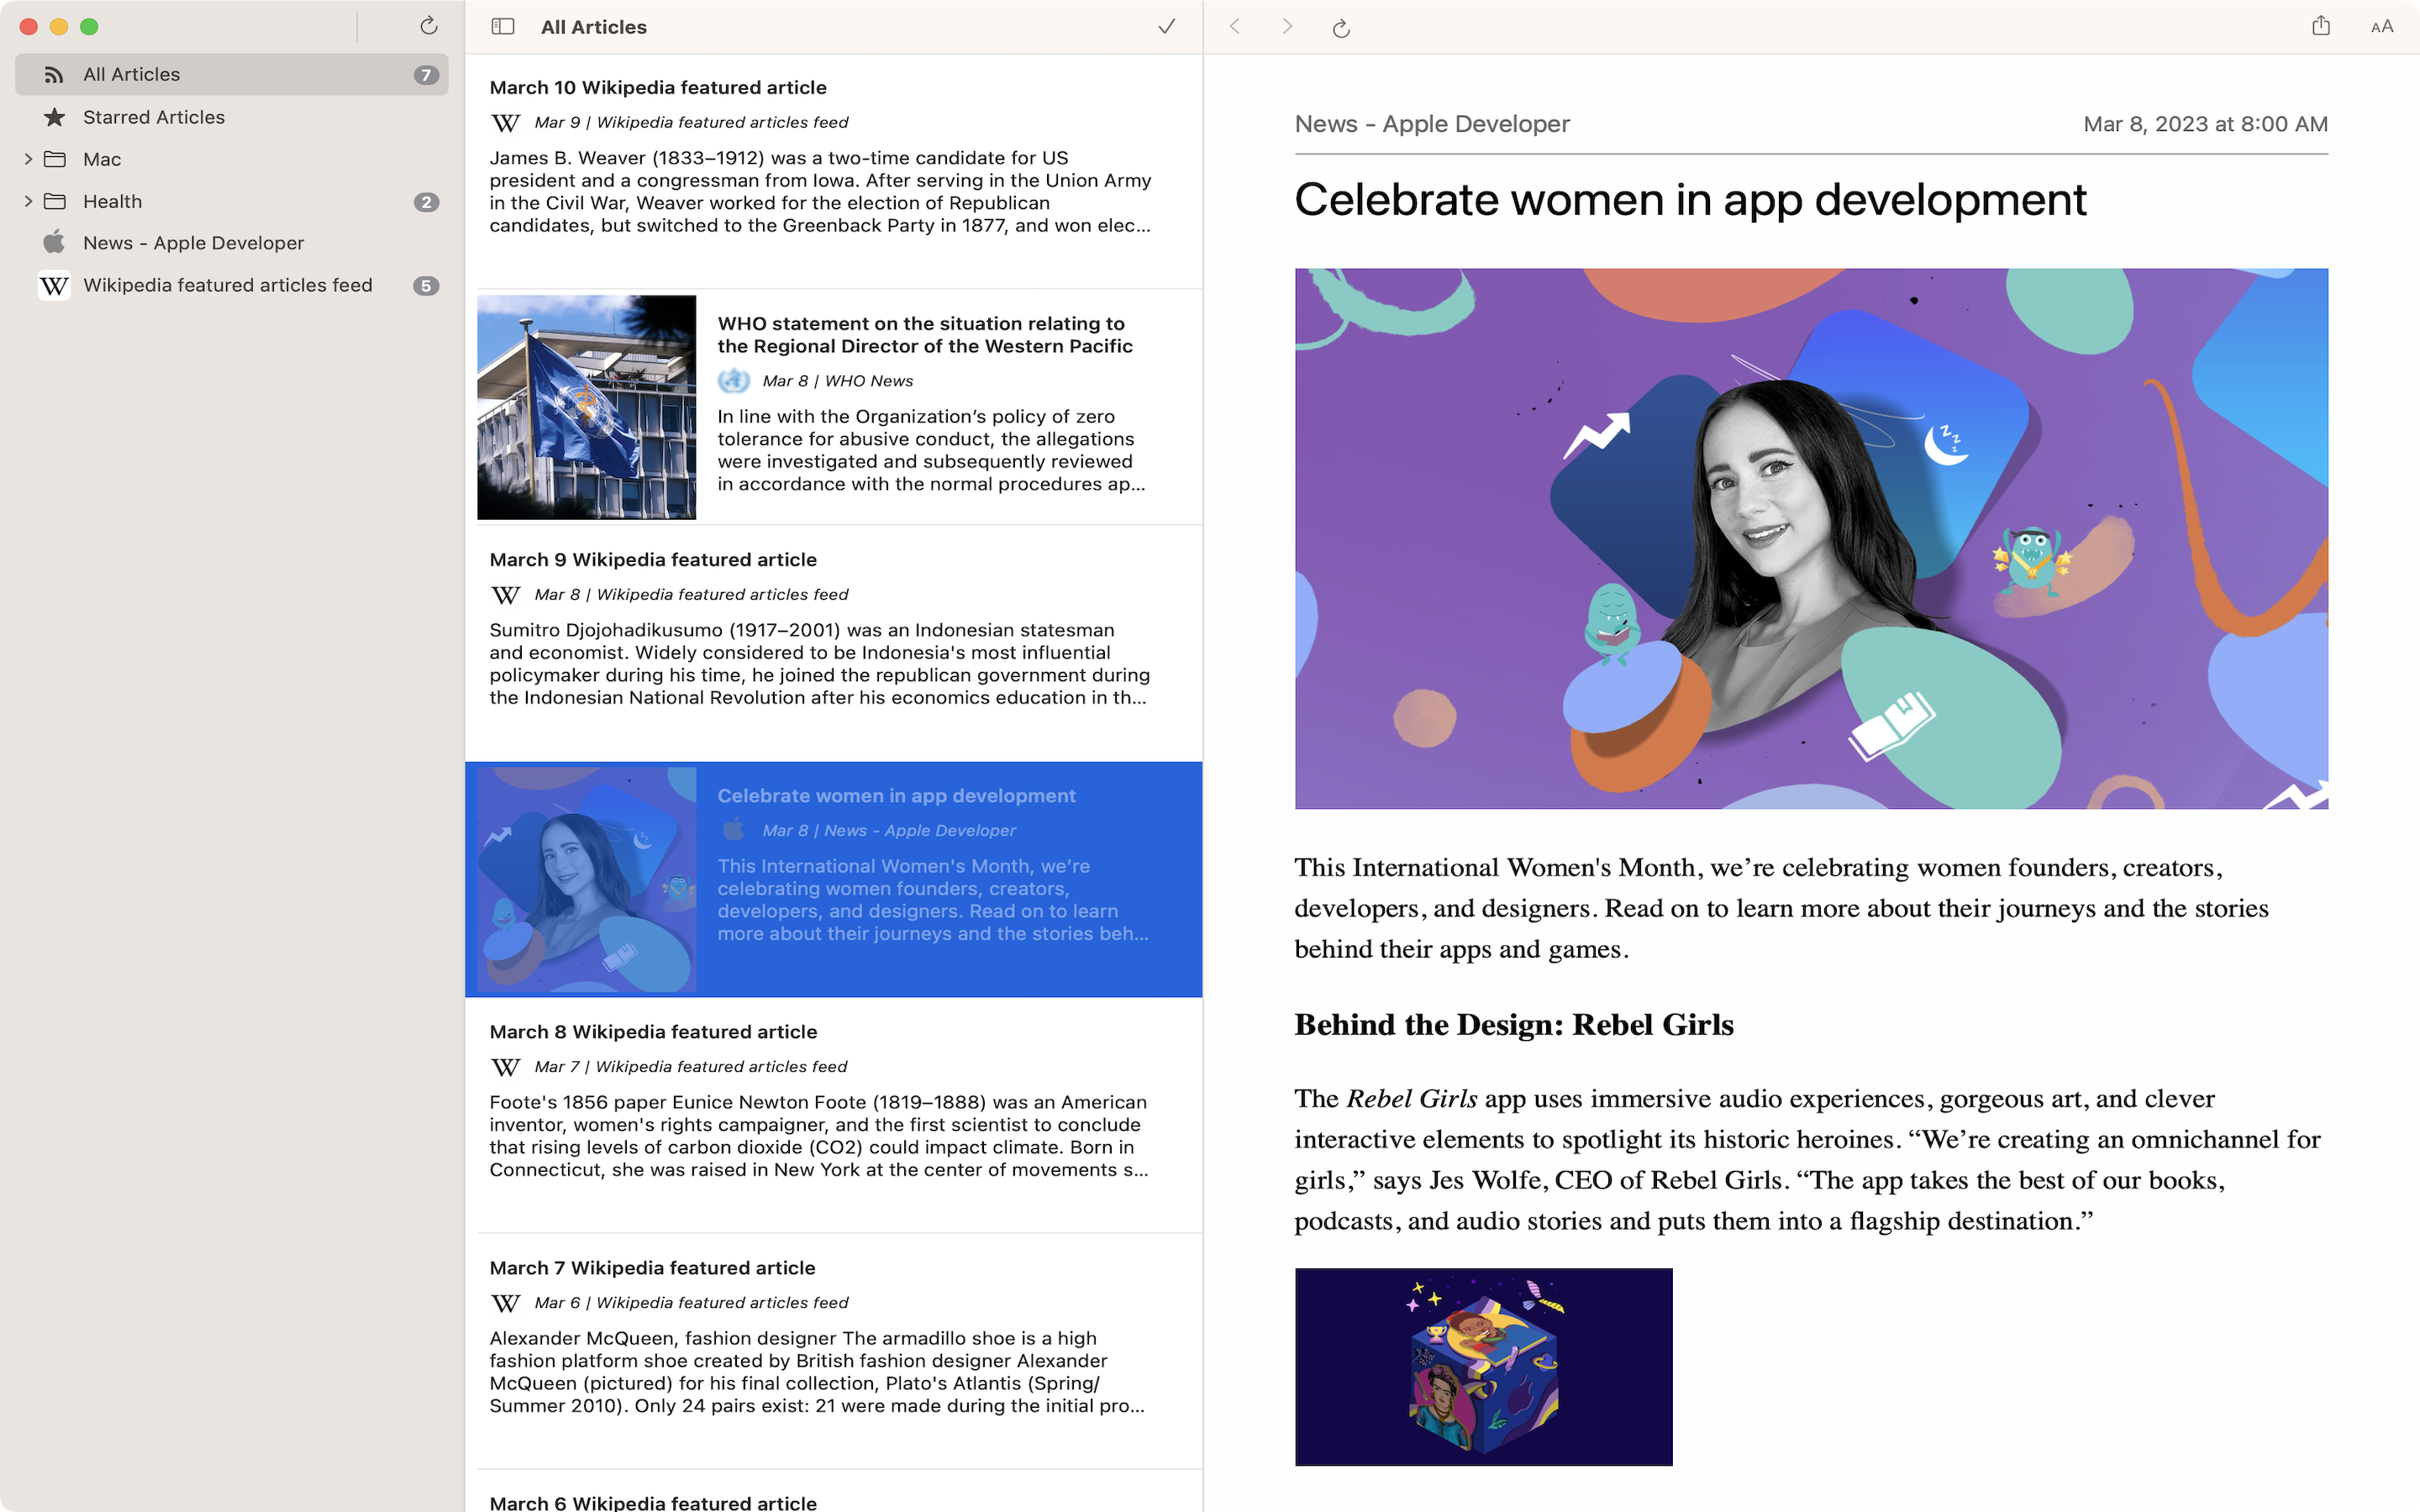 All Articles
7
Starred Articles
Mac
Health
2
News - Apple Developer
Wikipedia featured articles feed
5
All Articles
March 10 Wikipedia featured article
W Mar 9 | Wikipedia featured articles feed
James B. Weaver (1833–1912) was a two-time candidate for US
president and a congressman from Iowa. After serving in the Union Army
in the Civil War, Weaver worked for the election of Republican
candidates, but switched to the Greenback Party in 1877, and won elec...
WHO statement on the situation relating to
the Regional Director of the Western Pacific
Mar 8 | WHO News
In line with the Organization’s policy of zero
tolerance for abusive conduct, the allegations
were investigated and subsequently reviewed
in accordance with the normal procedures ap...
March 9 Wikipedia featured article
W Mar 8 | Wikipedia featured articles feed
Sumitro Djojohadikusumo (1917–2001) was an Indonesian statesman
and economist. Widely considered to be Indonesia's most influential
policymaker during his time, he joined the republican government during
the Indonesian National Revolution after his economics education in th...
Celebrate women in app development
Mar 8 | News - Apple Developer
This International Women's Month, we’re
celebrating women founders, creators,
developers, and designers. Read on to learn
more about their journeys and the stories beh...
March 8 Wikipedia featured article
W Mar 7 | Wikipedia featured articles feed
Foote's 1856 paper Eunice Newton Foote (1819–1888) was an American
inventor, women's rights campaigner, and the first scientist to conclude
that rising levels of carbon dioxide (CO2) could impact climate. Born in
Connecticut, she was raised in New York at the center of movements s...
March 7 Wikipedia featured article
W Mar 6 | Wikipedia featured articles feed
Alexander McQueen, fashion designer The armadillo shoe is a high
fashion platform shoe created by British fashion designer Alexander
McQueen (pictured) for his final collection, Plato's Atlantis (Spring/
Summer 2010). Only 24 pairs exist: 21 were made during the initial pro...
March 6 Wikipedia featured article
AA
News - Apple Developer
Mar 8, 2023 at 8:00 AM
Celebrate women in app development
z z z
This International Women's Month, we’re celebrating women founders, creators,
developers, and designers. Read on to learn more about their journeys and the stories
behind their apps and games.
Behind the Design: Rebel Girls
The Rebel Girls app uses immersive audio experiences, gorgeous art, and clever
interactive elements to spotlight its historic heroines. “We’re creating an omnichannel for
girls,” says Jes Wolfe, CEO of Rebel Girls. “The app takes the best of our books,
podcasts, and audio stories and puts them into a flagship destination.”